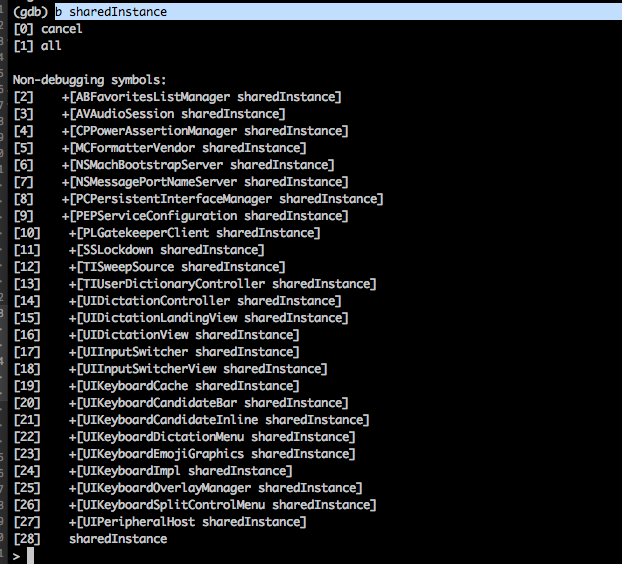 (gdb) b sharedInstance
[0] cancel
[1] all
Non-debugging symbols:
[2]    +[ABFavoritesListManager sharedInstance]
[3]    +[AVAudioSession sharedInstance]
[4]    +[CPPowerAssertionManager sharedInstance]
[5]    +[MCFormatterVendor sharedInstance]
[6]    +[NSMachBootstrapServer sharedInstance]
[7]    +[NSMessagePortNameServer sharedInstance]
[8]    +[PCPersistentInterfaceManager sharedInstance]
[9]    +[PEPServiceConfiguration sharedInstance]
[10]    +[PLGatekeeperClient sharedInstance]
[11]    +[SSLockdown sharedInstance]
[12]    +[TISweepSource sharedInstance]
[13]    +[TIUserDictionaryController sharedInstance]
[14]    +[UIDictationController sharedInstance]
[15]    +[UIDictationLandingView sharedInstance]
[16]    +[UIDictationView sharedInstance]
[17]    +[UIInputSwitcher sharedInstance]
[18]    +[UIInputSwitcherView sharedInstance]
[19]    +[UIKeyboardCache sharedInstance]
[20]    +[UIKeyboardCandidateBar sharedInstance]
[21]    +[UIKeyboardCandidateInline sharedInstance]
[22]    +[UIKeyboardDictationMenu sharedInstance]
[23]    +[UIKeyboardEmojiGraphics sharedInstance]
[24]    +[UIKeyboardImpl sharedInstance]
[25]    +[UIKeyboardOverlayManager sharedInstance]
[26]    +[UIKeyboardSplitControlMenu sharedInstance]
[27]    +[UIPeripheralHost sharedInstance]
[28]    sharedInstance
>